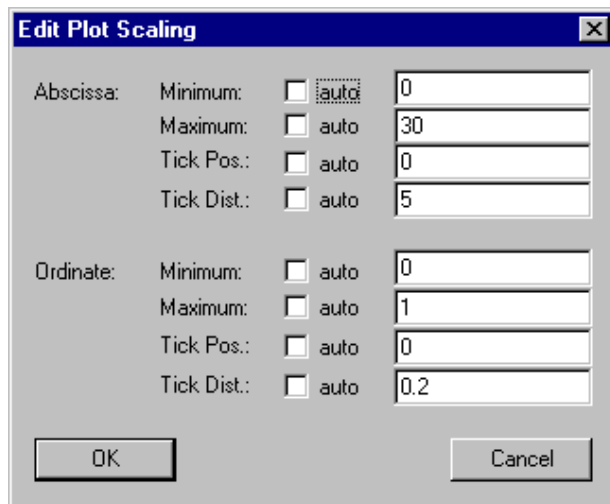 Edit Plot Scaling
Abscissa: Minimum: auto 0
Maximum: auto 30
Tick Pos.: auto 0
Tick Dist.: auto 5
Ordinate: Minimum: auto 0
Maximum: auto 1
Tick Pos.: auto 0
Tick Dist.: auto 0.2
OK Cancel